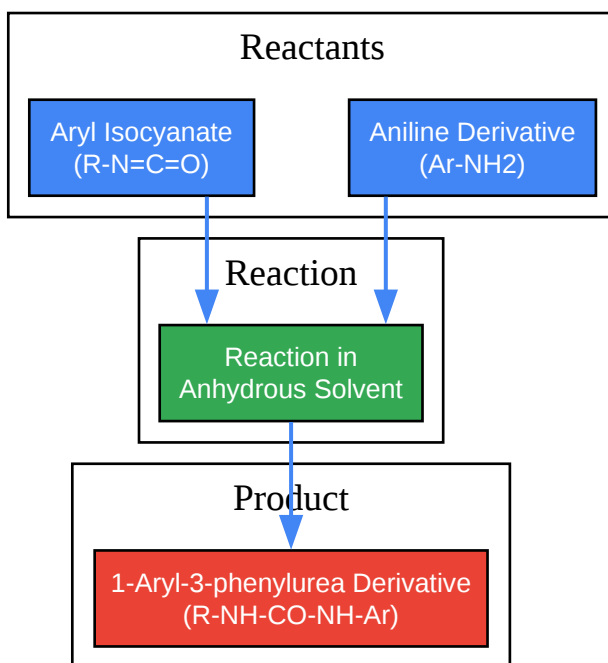 Reactants
Aryl Isocyanate
(R-N=C=O)
Aniline Derivative
(Ar-NH2)
Reaction
Reaction in
Anhydrous Solvent
Product
1-Aryl-3-phenylurea Derivative
(R-NH-CO-NH-Ar)